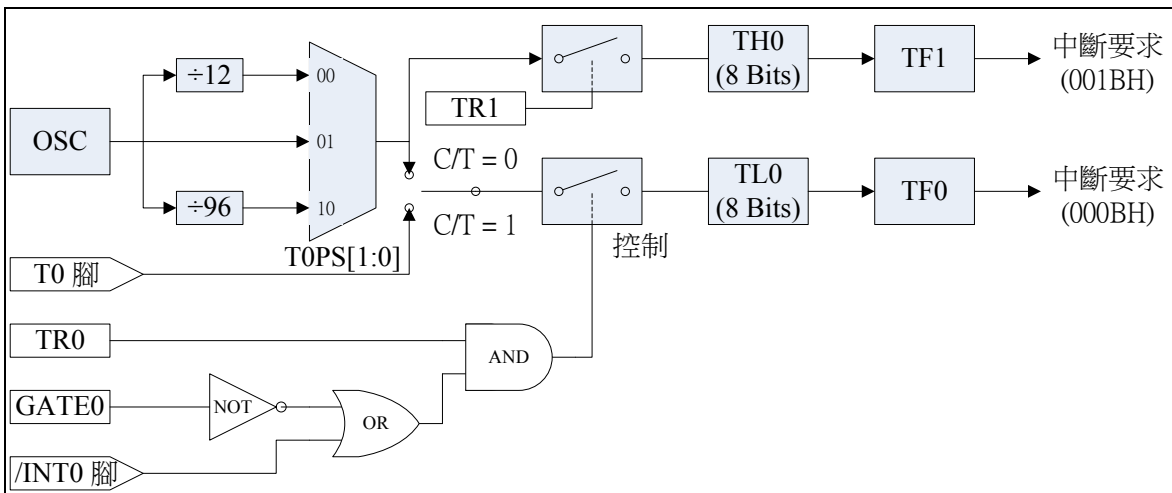 ÷12
00
OSC
01
÷96
10
T0PS[1:0]
T0 腳
TR0
GATE0
/INT0 腳
NOT
OR
AND
TR1
C/T = 0
C/T = 1
控制
TH0
(8 Bits)
TF1
中斷要求
(001BH)
TL0
(8 Bits)
TF0
中斷要求
(000BH)